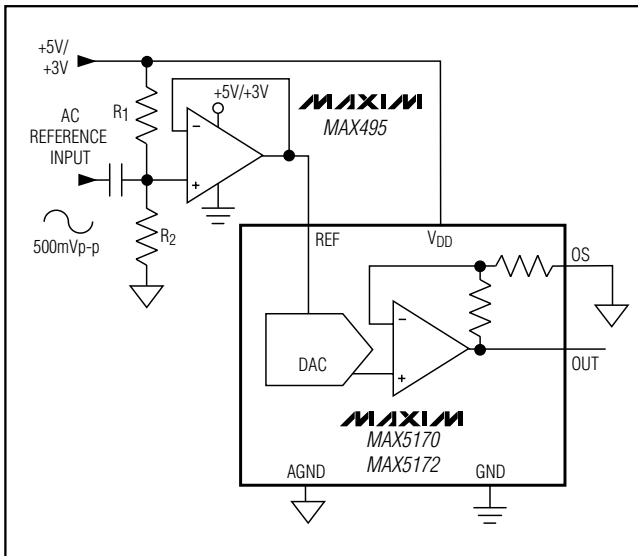 +5V/
+3V
R1
+5V/+3V
MAXIM
MAX495
AC
REFERENCE
INPUT
−
+
500mVp-p
R2
REF
VDD
OS
−
DAC
+
OUT
MAXIM
MAX5170
MAX5172
AGND
GND